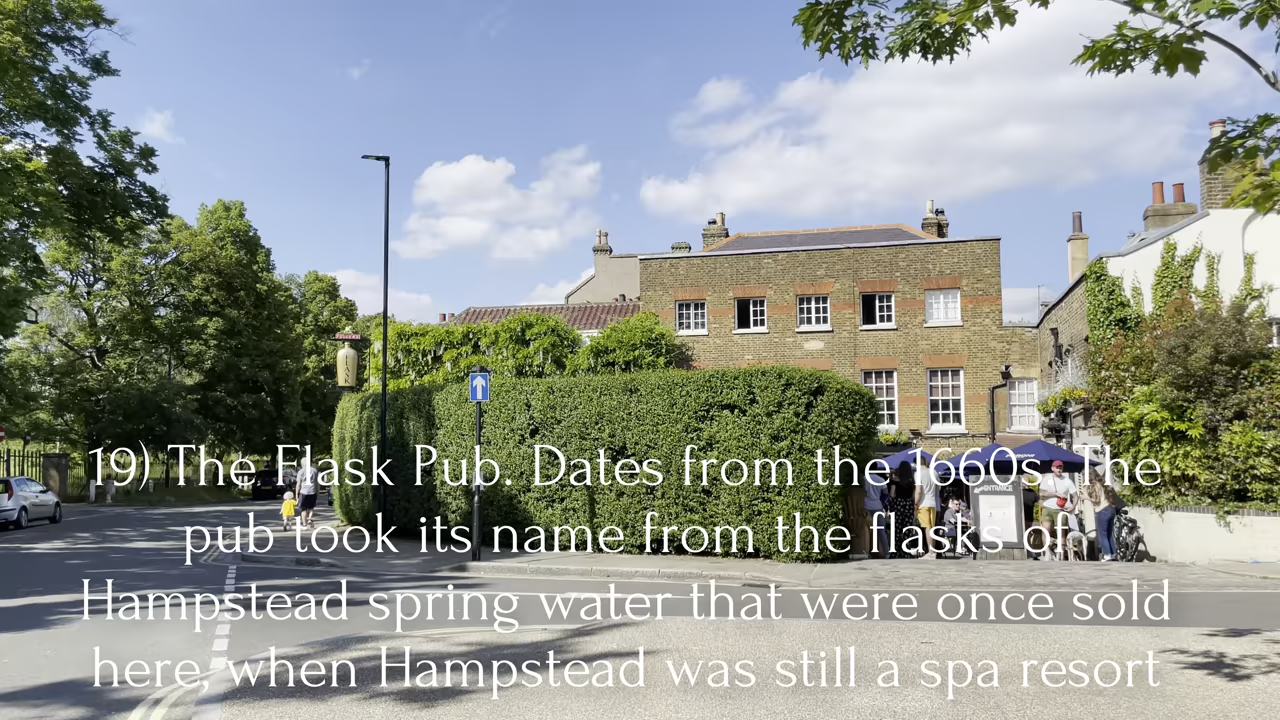 19) The Flask Pub. Dates from the 1660s. The
pub took its name from the flasks of
Hampstead spring water that were once sold
here, when Hampstead was still a spa resort